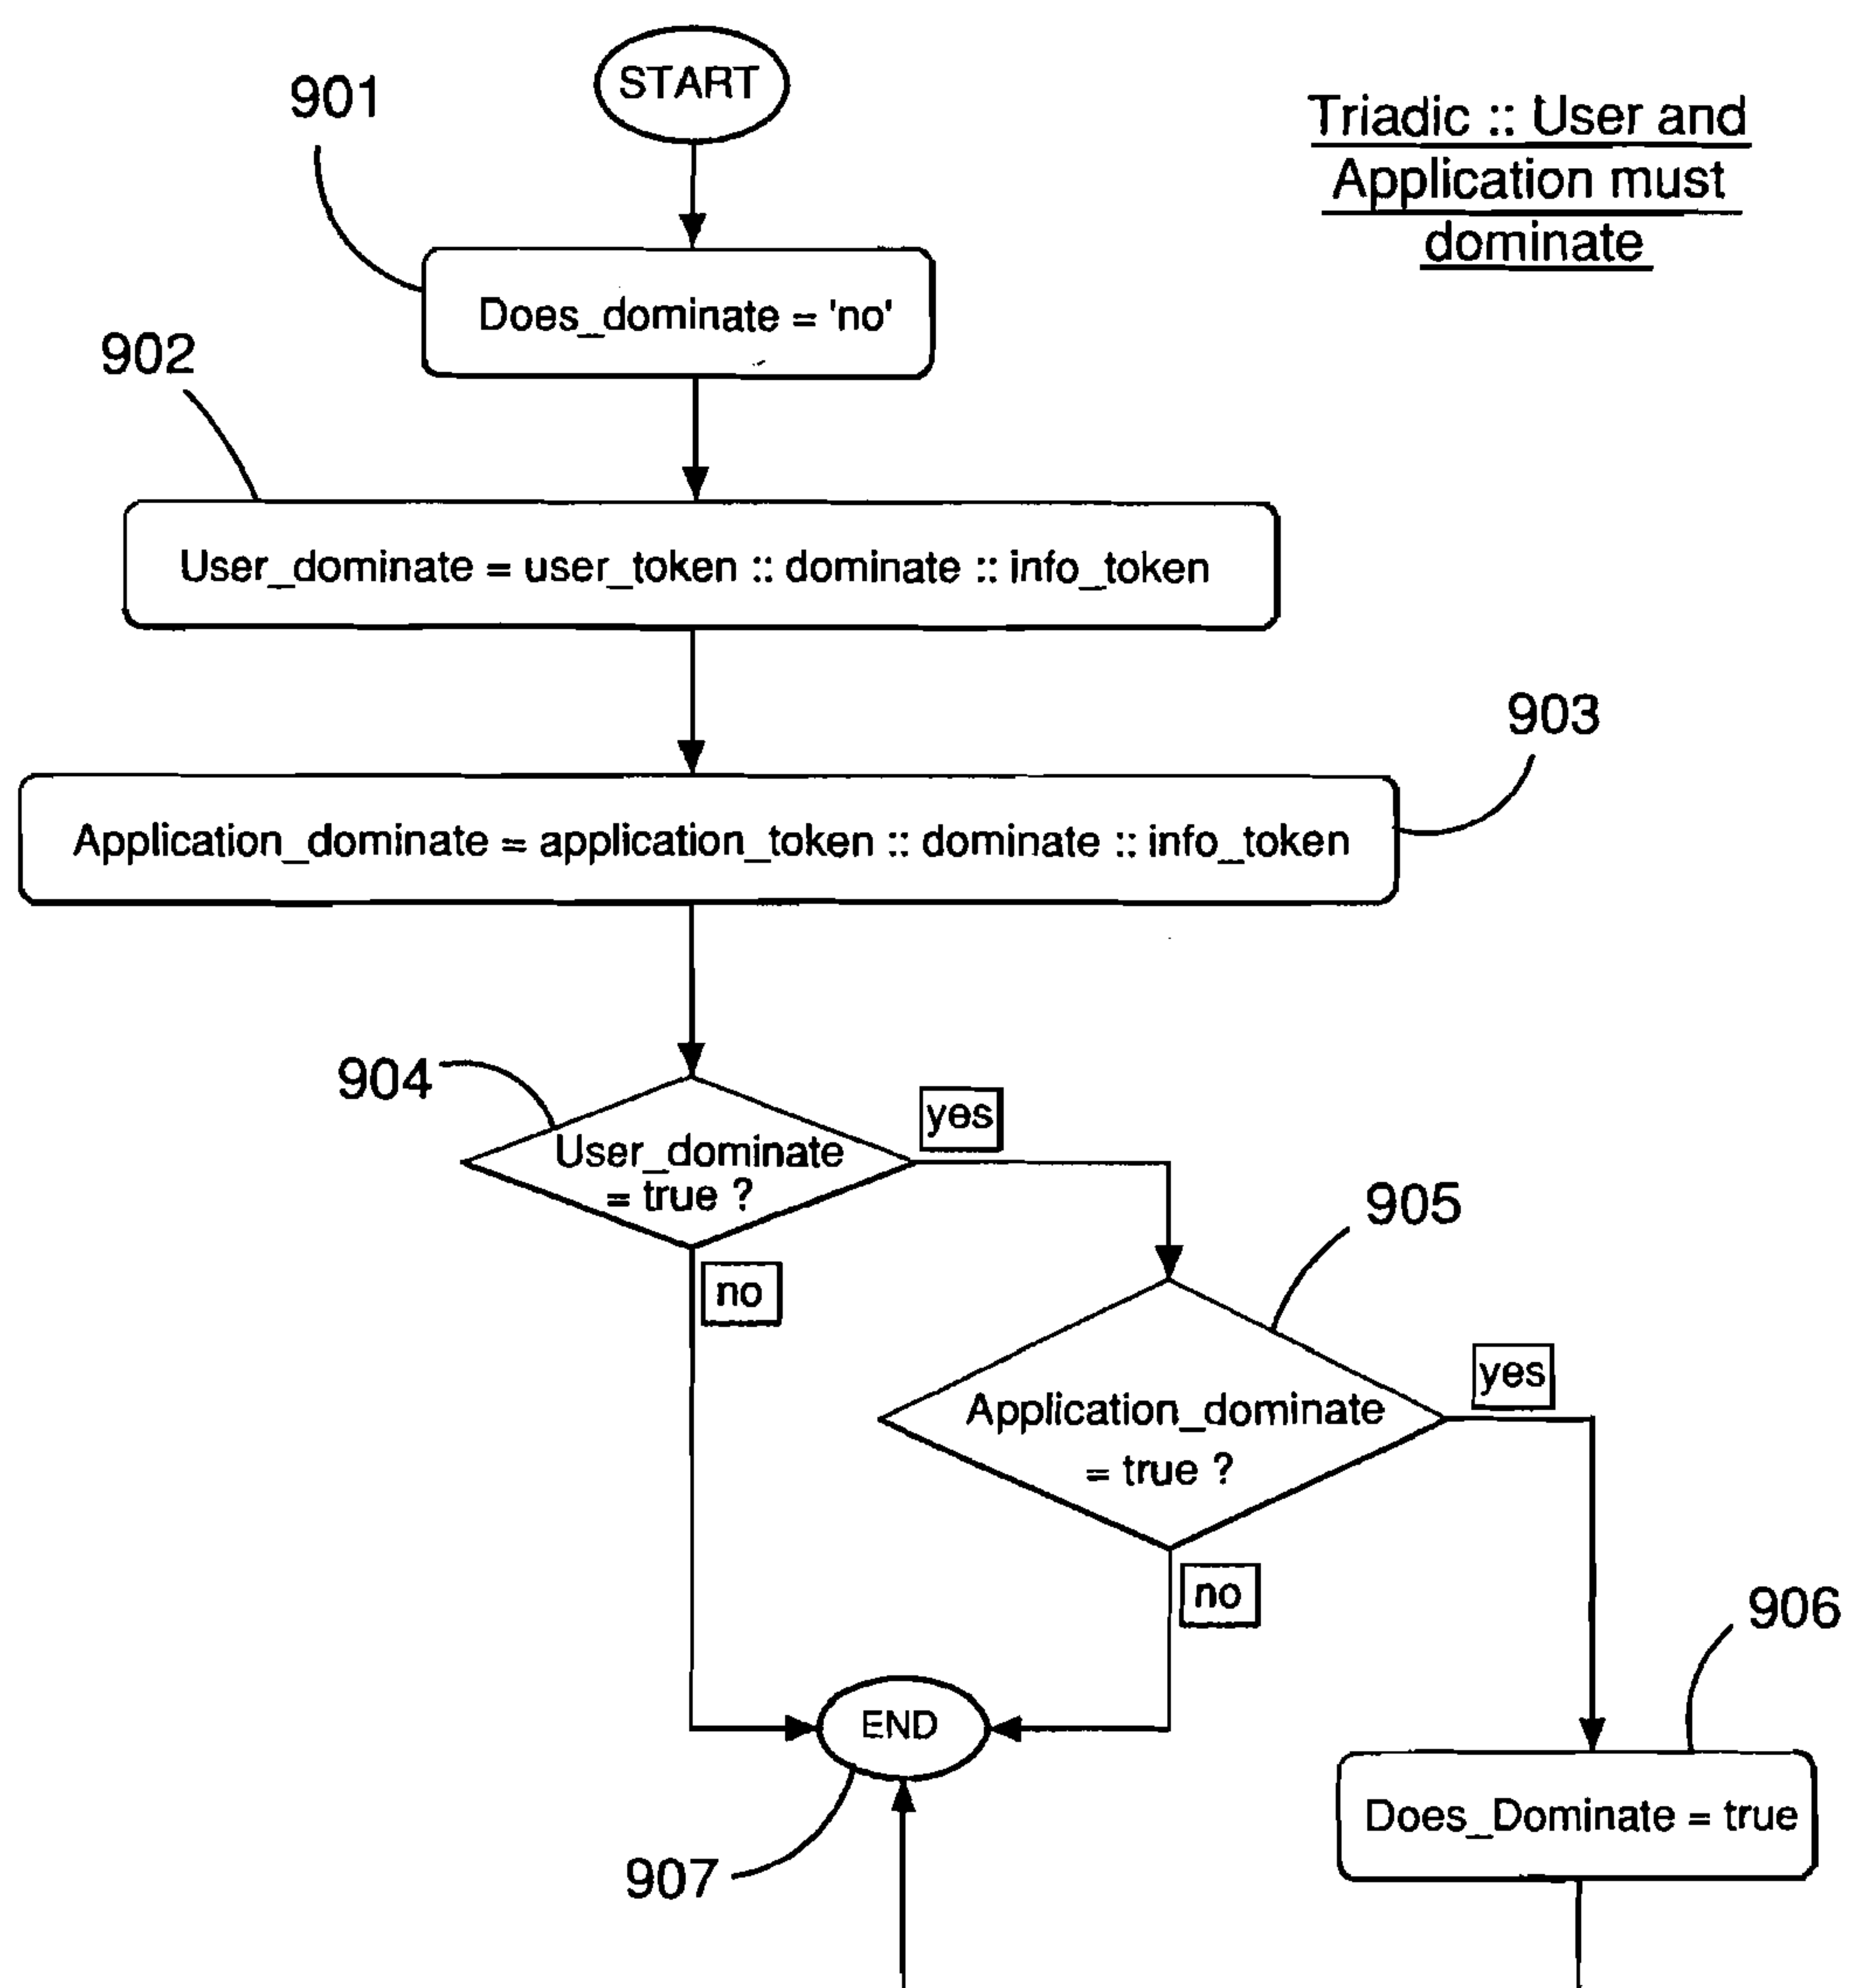 START
901
Triadic :: User and
Application must
dominate
Does_dominate = 'no'
902
User_dominate = user_token :: dominate :: info_token
903
Application_dominate = application_token :: dominate :: info_token
904
User_dominate
= true ?
yes
no
905
Application_dominate
= true ?
yes
no
906
END
Does_Dominate = true
907